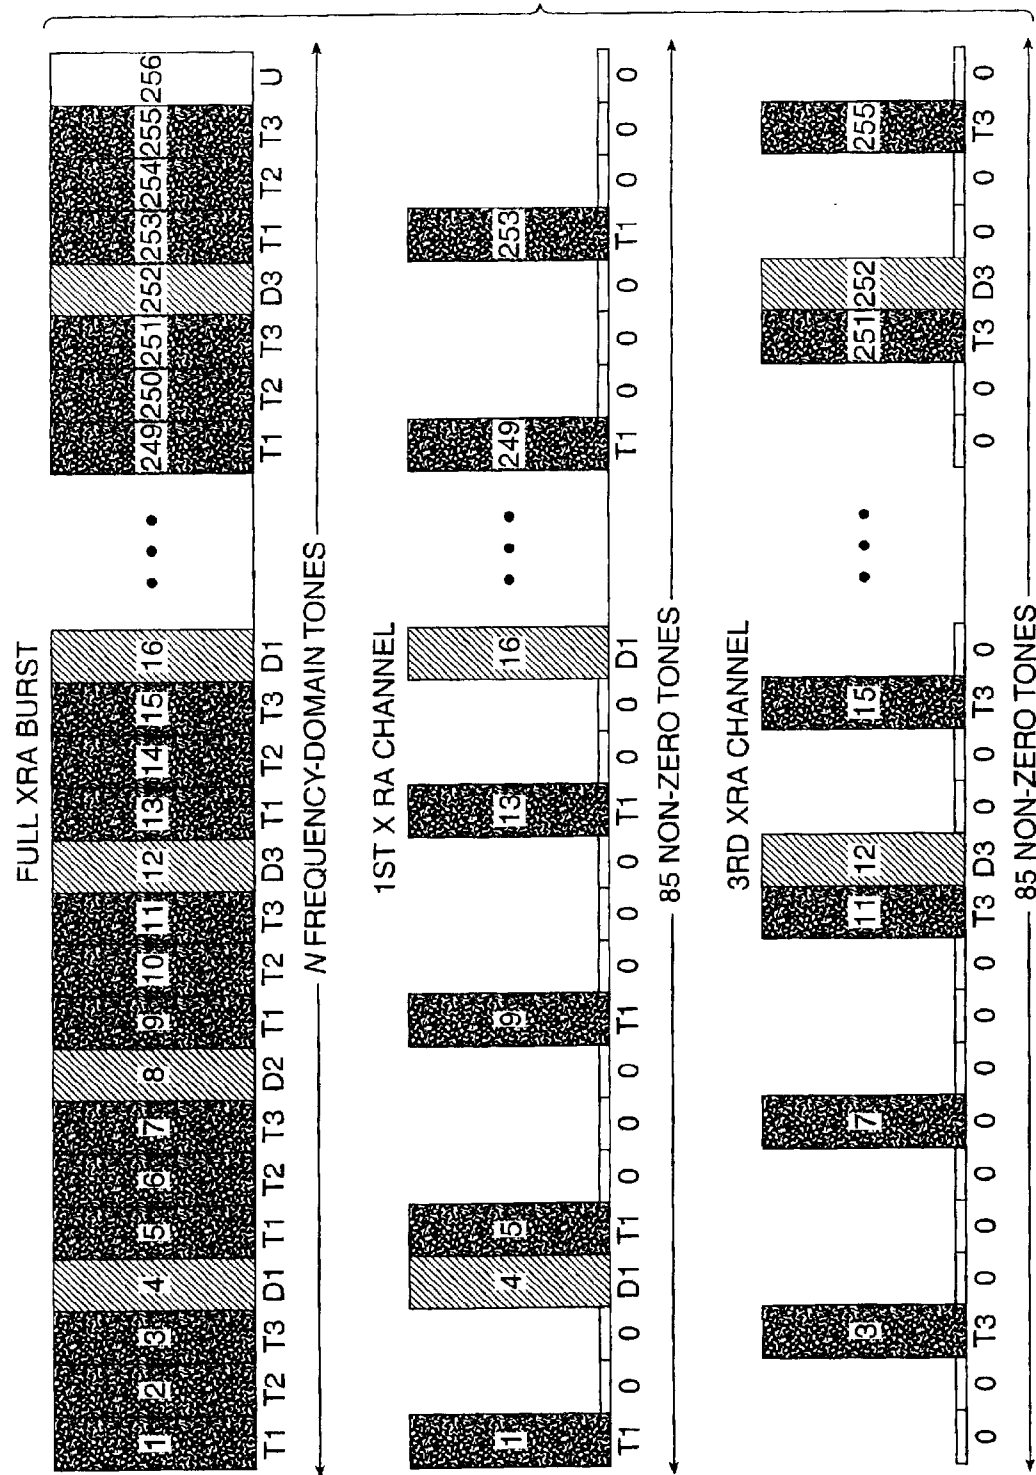 FULL XRA BURST
1 2 3 4 5 6 7 8 9 10 11 12 13 14 15 16 249 250 251 252 253 254 255 256
T1 T2 T3 D1 T1 T2 T3 D2 T1 T2 T3 D3 T1 T2 T3 D1 T1 T2 T3 D3 T1 T2 T3 U
N FREQUENCY-DOMAIN TONES
1ST X RA CHANNEL
1 4 5 9 13 16 249 253
T1 0 0 D1 T1 0 0 0 T1 0 0 0 T1 0 0 D1 T1 0 0 0 T1 0 0 0
85 NON-ZERO TONES
3RD XRA CHANNEL
3 7 11 12 15 251 252 255
0 0 T3 0 0 0 0 0 0 0 T3 D3 0 0 T3 0 0 0 T3 D3 0 0 T3 0
85 NON-ZERO TONES